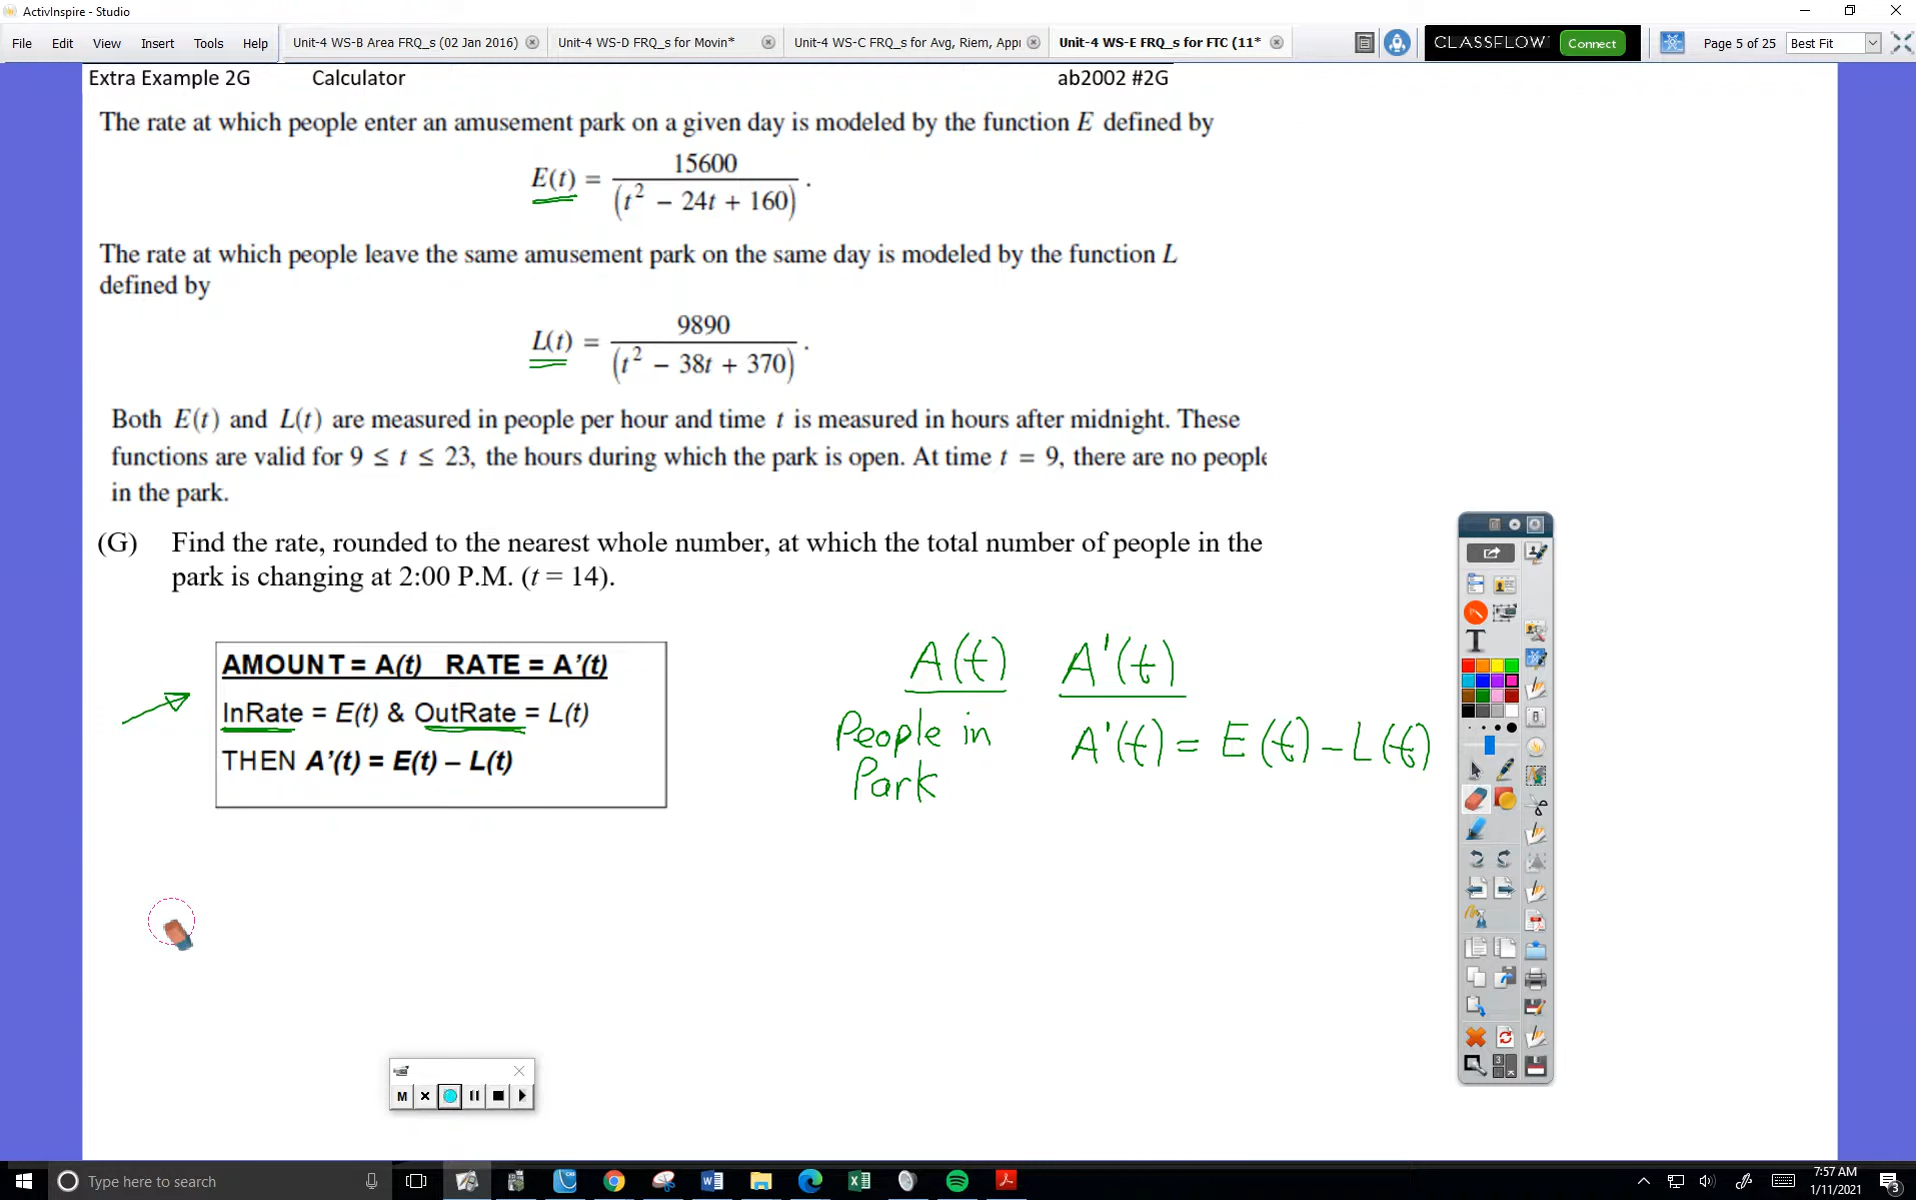 ActivInspire - Studio
File Edit View Insert Tools Help
Unit-4 WS-B Area FRQ_s (02 Jan 2016)
Unit-4 WS-D FRQ_s for Movin*
Unit-4 WS-C FRQ_s for Avg, Riem, Appr
Unit-4 WS-E FRQ_s for FTC (11*
CLASSFLOW Connect
Page 5 of 25 Best Fit
Extra Example 2G Calculator ab2002 #2G
The rate at which people enter an amusement park on a given day is modeled by the function E defined by
E(t) = 15600 / (t² − 24t + 160) .
The rate at which people leave the same amusement park on the same day is modeled by the function L
defined by
L(t) = 9890 / (t² − 38t + 370) .
Both E(t) and L(t) are measured in people per hour and time t is measured in hours after midnight. These
functions are valid for 9 ≤ t ≤ 23, the hours during which the park is open. At time t = 9, there are no people
in the park.
(G) Find the rate, rounded to the nearest whole number, at which the total number of people in the
park is changing at 2:00 P.M. (t = 14).
AMOUNT = A(t) RATE = A'(t)
InRate = E(t) & OutRate = L(t)
THEN A'(t) = E(t) – L(t)
A(t) A'(t)
People in
Park
A'(t) = E(t) − L(t)
T
M
Type here to search
7:57 AM
1/11/2021
3